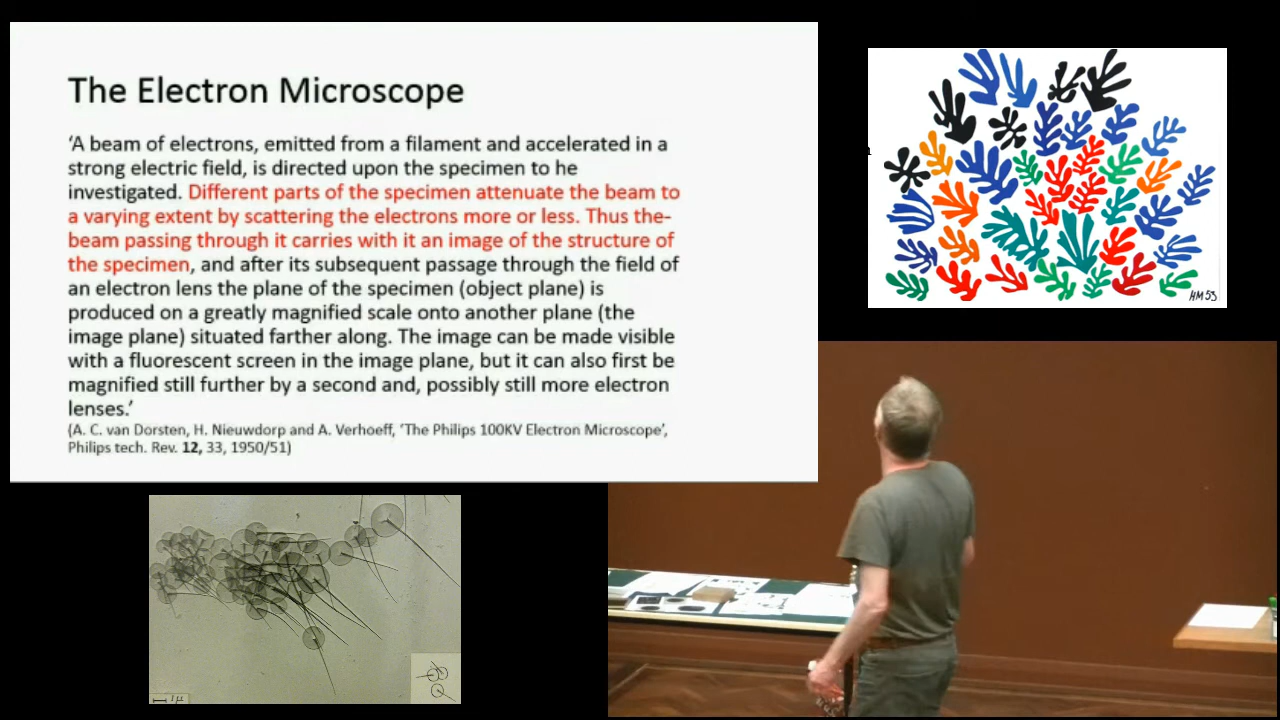 The Electron Microscope
‘A beam of electrons, emitted from a filament and accelerated in a
strong electric field, is directed upon the specimen to he
investigated. Different parts of the specimen attenuate the beam to
a varying extent by scattering the electrons more or less. Thus the-
beam passing through it carries with it an image of the structure of
the specimen, and after its subsequent passage through the field of
an electron lens the plane of the specimen (object plane) is
produced on a greatly magnified scale onto another plane (the
image plane) situated farther along. The image can be made visible
with a fluorescent screen in the image plane, but it can also first be
magnified still further by a second and, possibly still more electron
lenses.’
(A. C. van Dorsten, H. Nieuwdorp and A. Verhoeff, ‘The Philips 100KV Electron Microscope’,
Philips tech. Rev. 12, 33, 1950/51)
HM 53
1µ